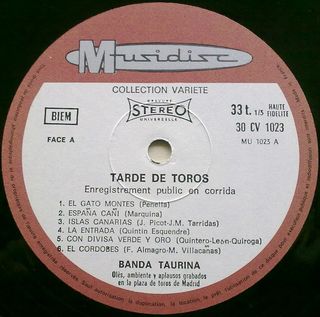 Musidisc
COLLECTION VARIETE
BIEM
GRAVURE
STEREO
UNIVERSELLE
33 t. 1/3 HAUTE FIDELITE
30 CV 1023
MU 1023 A
FACE A
TARDE DE TOROS
Enregistrement public en corrida
1. EL GATO MONTES (Penella)
2. ESPAÑA CAÑI (Marquina)
3. ISLAS CANARIAS (J. Picot-J.M. Tarridas)
4. LA ENTRADA (Quintin Esquendre)
5. CON DIVISA VERDE Y ORO (Quintero-Leon-Quiroga)
6. EL CORDOBES (F. Almagro-M. Villacañas)
BANDA TAURINA
Olés, ambiente y aplausos grabados
en la plaza de toros de Madrid